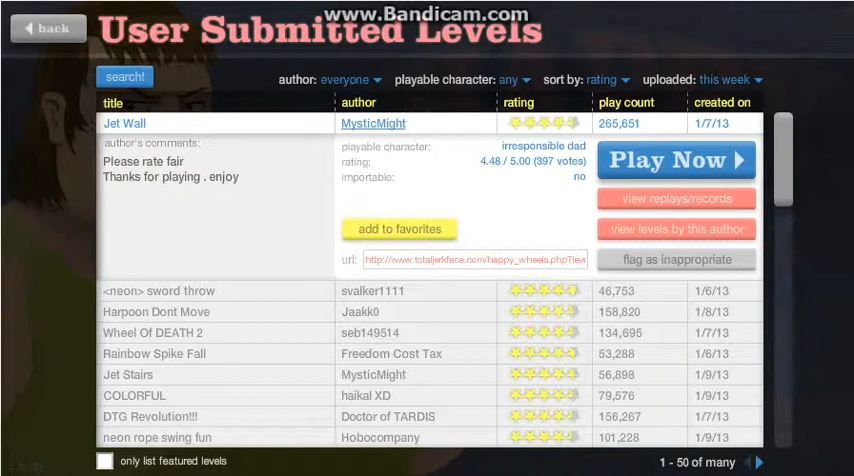 www.Bandicam.com
back
User Submitted Levels
search!
author: everyone playable character: any sort by: rating uploaded: this week
title author rating play count created on
Jet Wall MysticMight 265,651 1/7/13
author's comments:
Please rate fair
Thanks for playing . enjoy
playable character: irresponsible dad
rating: 4.48 / 5.00 (397 votes)
importable: no
Play Now
view replays/records
add to favorites
view levels by this author
url: http://www.totaljerkface.com/happy_wheels.php?leve
flag as inappropriate
<neon> sword throw svalker1111 46,753 1/6/13
Harpoon Dont Move Jaakk0 158,820 1/8/13
Wheel Of DEATH 2 seb149514 134,695 1/7/13
Rainbow Spike Fall Freedom Cost Tax 53,288 1/6/13
Jet Stairs MysticMight 56,898 1/9/13
COLORFUL haikal XD 79,576 1/9/13
DTG Revolution!!! Doctor of TARDIS 156,267 1/7/13
neon rope swing fun Hobocompany 101,228 1/9/13
only list featured levels
1 - 50 of many